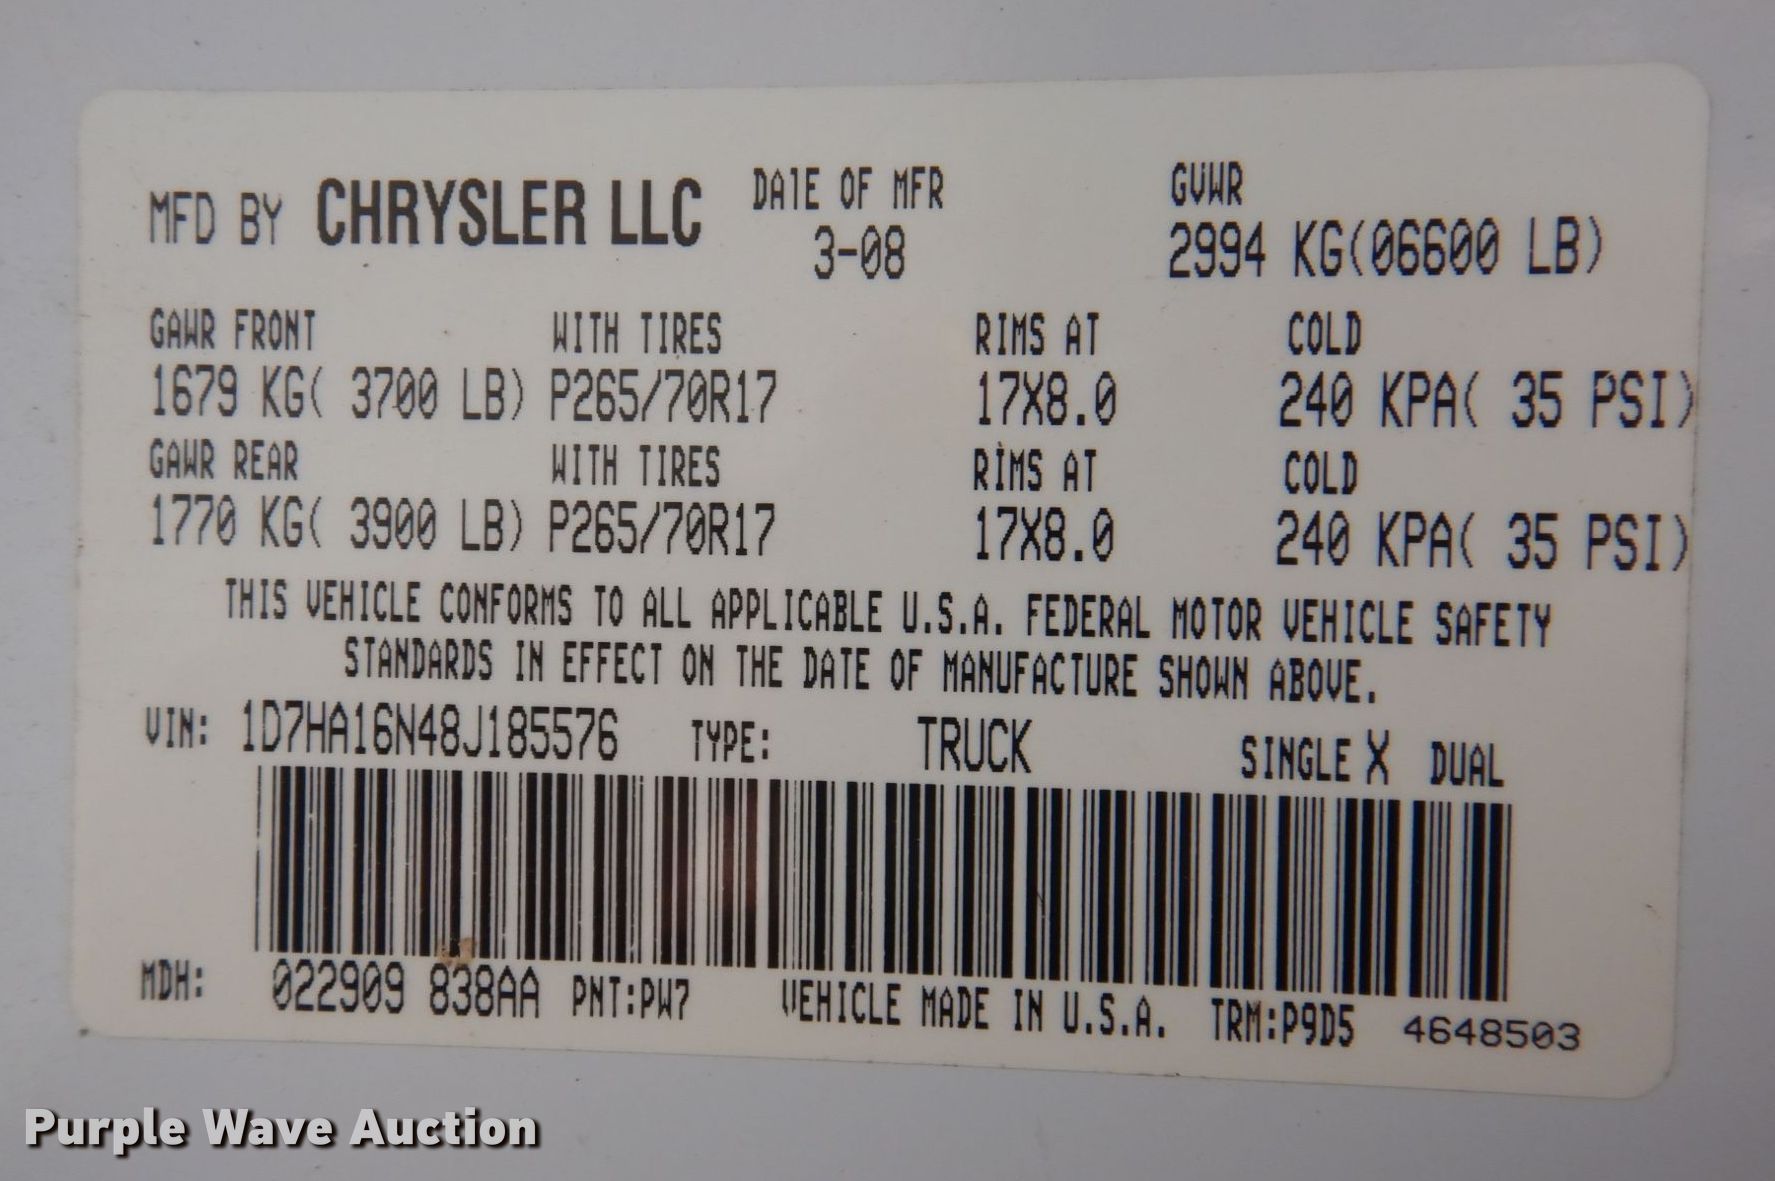 MFD BY CHRYSLER LLC DATE OF MFR GVWR
3-08 2994 KG(06600 LB)
GAWR FRONT WITH TIRES RIMS AT COLD
1679 KG( 3700 LB) P265/70R17 17X8.0 240 KPA( 35 PSI)
GAWR REAR WITH TIRES RIMS AT COLD
1770 KG( 3900 LB) P265/70R17 17X8.0 240 KPA( 35 PSI)
THIS VEHICLE CONFORMS TO ALL APPLICABLE U.S.A. FEDERAL MOTOR VEHICLE SAFETY
STANDARDS IN EFFECT ON THE DATE OF MANUFACTURE SHOWN ABOVE.
VIN: 1D7HA16N48J185576 TYPE: TRUCK SINGLE X DUAL
MDH: 022909 838AA PNT:PW7 VEHICLE MADE IN U.S.A. TRM:P9D5 4648503
Purple Wave Auction